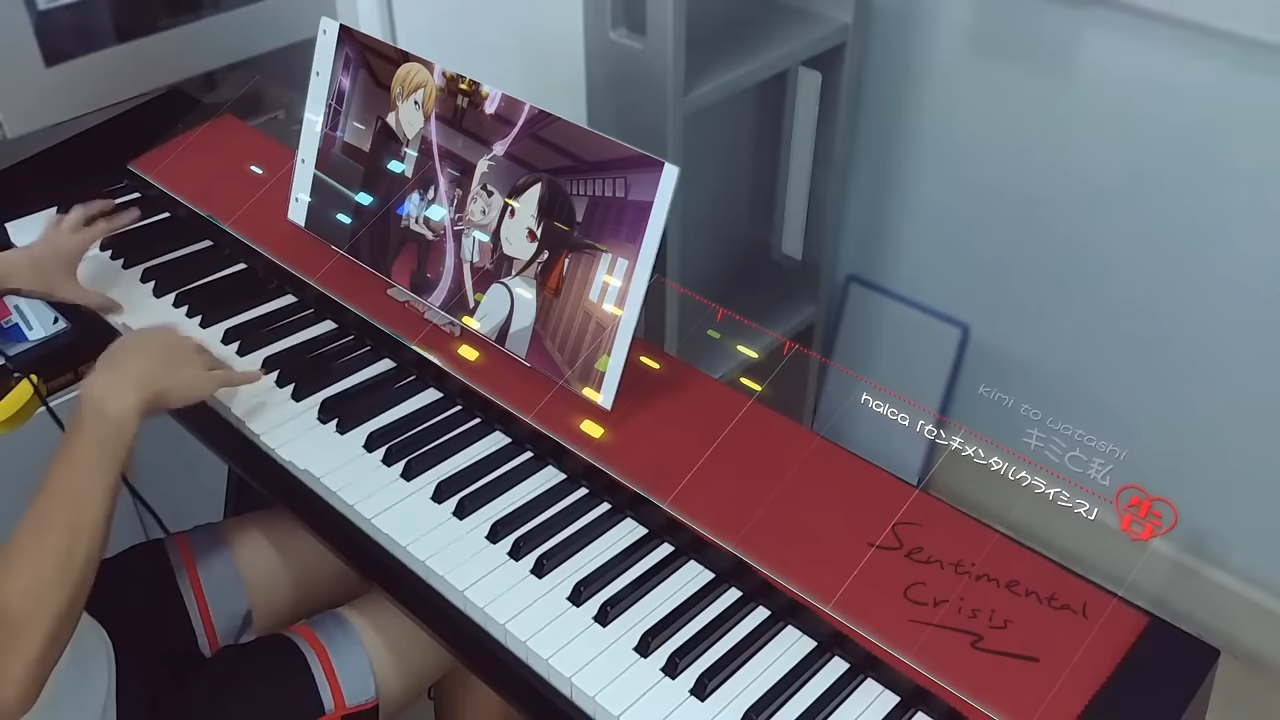 kimi to watashi
キミと私
halca「センチメンタルクライシス」
告
Sentimental
Crisis